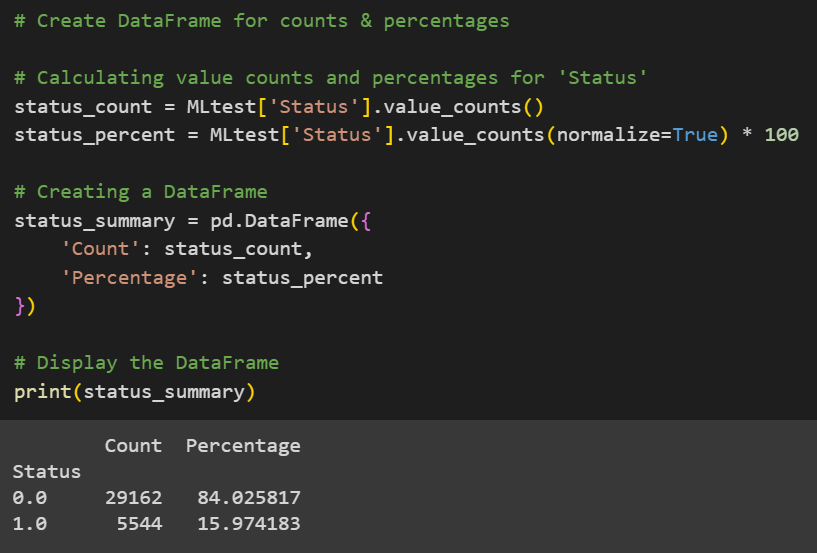 # Create DataFrame for counts & percentages
# Calculating value counts and percentages for 'Status'
status_count = MLtest['Status'].value_counts()
status_percent = MLtest['Status'].value_counts(normalize=True) * 100
# Creating a DataFrame
status_summary = pd.DataFrame({
    'Count': status_count,
    'Percentage': status_percent
})
# Display the DataFrame
print(status_summary)
        Count  Percentage
Status
0.0     29162   84.025817
1.0      5544   15.974183